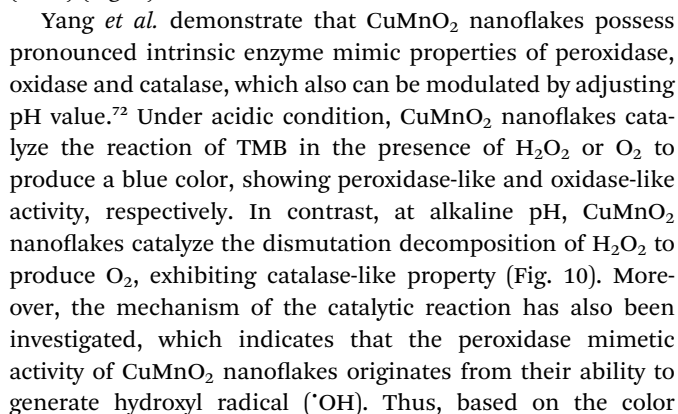 Yang et al. demonstrate that CuMnO₂ nanoflakes possess
pronounced intrinsic enzyme mimic properties of peroxidase,
oxidase and catalase, which also can be modulated by adjusting
pH value.⁷² Under acidic condition, CuMnO₂ nanoflakes cata-
lyze the reaction of TMB in the presence of H₂O₂ or O₂ to
produce a blue color, showing peroxidase-like and oxidase-like
activity, respectively. In contrast, at alkaline pH, CuMnO₂
nanoflakes catalyze the dismutation decomposition of H₂O₂ to
produce O₂, exhibiting catalase-like property (Fig. 10). More-
over, the mechanism of the catalytic reaction has also been
investigated, which indicates that the peroxidase mimetic
activity of CuMnO₂ nanoflakes originates from their ability to
generate hydroxyl radical (˙OH). Thus, based on the color